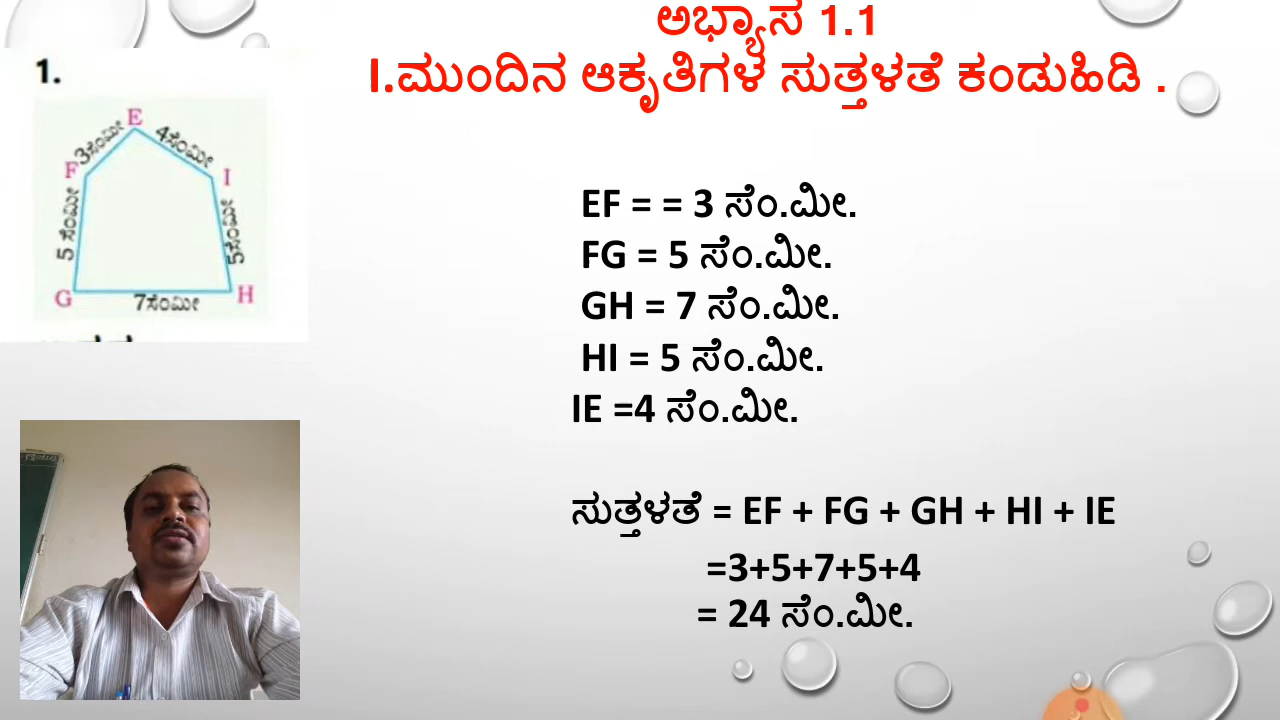 ಅಭ್ಯಾಸ 1.1
I.ಮುಂದಿನ ಆಕೃತಿಗಳ ಸುತ್ತಳತೆ ಕಂಡುಹಿಡಿ .
1.
E
3ಸೆಂಮೀ
4ಸೆಂಮೀ
F
I
5 ಸೆಂಮೀ
5ಸೆಂಮೀ
G
H
7ಸೆಂಮೀ
EF = = 3 ಸೆಂ.ಮೀ.
FG = 5 ಸೆಂ.ಮೀ.
GH = 7 ಸೆಂ.ಮೀ.
HI = 5 ಸೆಂ.ಮೀ.
IE =4 ಸೆಂ.ಮೀ.
ಸುತ್ತಳತೆ = EF + FG + GH + HI + IE
=3+5+7+5+4
= 24 ಸೆಂ.ಮೀ.